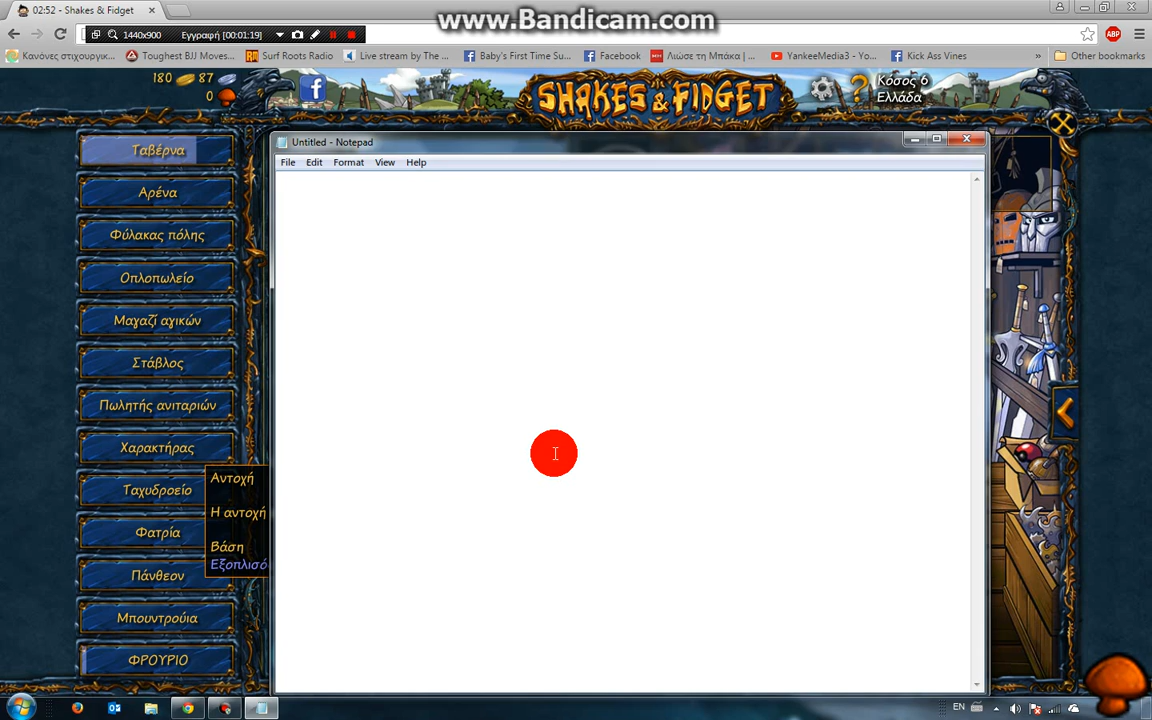 www.Bandicam.com
02:52 - Shakes & Fidget
1440x900 Εγγραφή [00:01:19]
ABP
Κανόνες στιχουργικ... Toughest BJJ Moves... Surf Roots Radio Live stream by The ... Baby's First Time Su... Facebook Λιώσε τη Μπάκα | ... YankeeMedia3 - Yo... Kick Ass Vines » Other bookmarks
180 87
0
SHAKES & FIDGET
Κόσος 6
Ελλάδα
Untitled - Notepad
File Edit Format View Help
Ταβέρνα
Αρένα
Φύλακας πόλης
Οπλοπωλείο
Μαγαζί αγικών
Στάβλος
Πωλητής ανιταριών
Χαρακτήρας
Ταχυδροείο
Φατρία
Πάνθεον
Μπουντρούια
ΦΡΟΥΡΙΟ
Αντοχή
Η αντοχή
Βάση
Εξοπλισό
EN